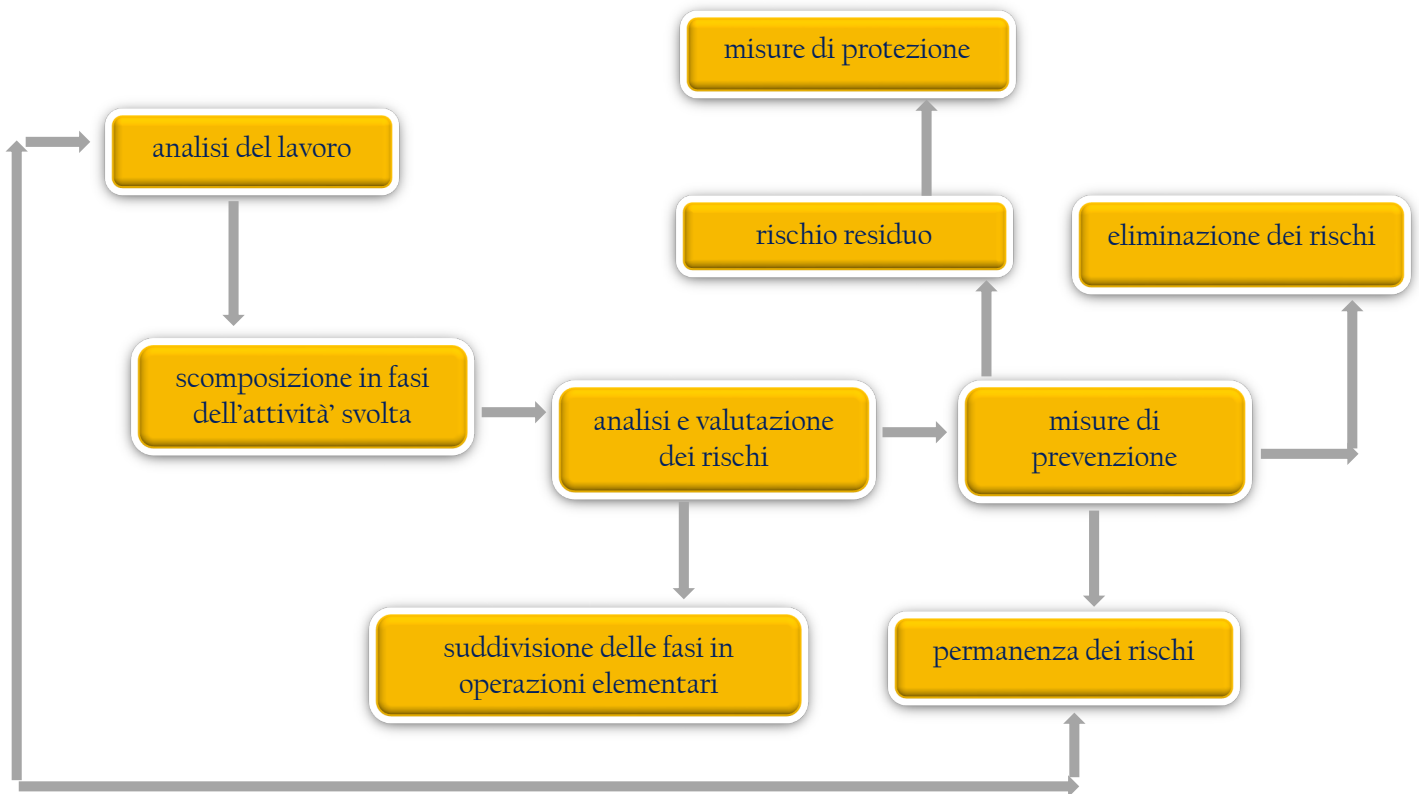 misure di protezione
analisi del lavoro
rischio residuo
eliminazione dei rischi
scomposizione in fasi
dell'attività' svolta
analisi e valutazione
dei rischi
misure di
prevenzione
suddivisione delle fasi in
operazioni elementari
permanenza dei rischi